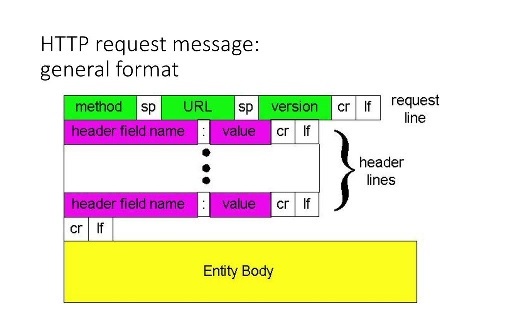 HTTP request message:
general format
method sp URL sp version cr lf request line
header field name : value cr lf
header lines
header field name : value cr lf
cr lf
Entity Body